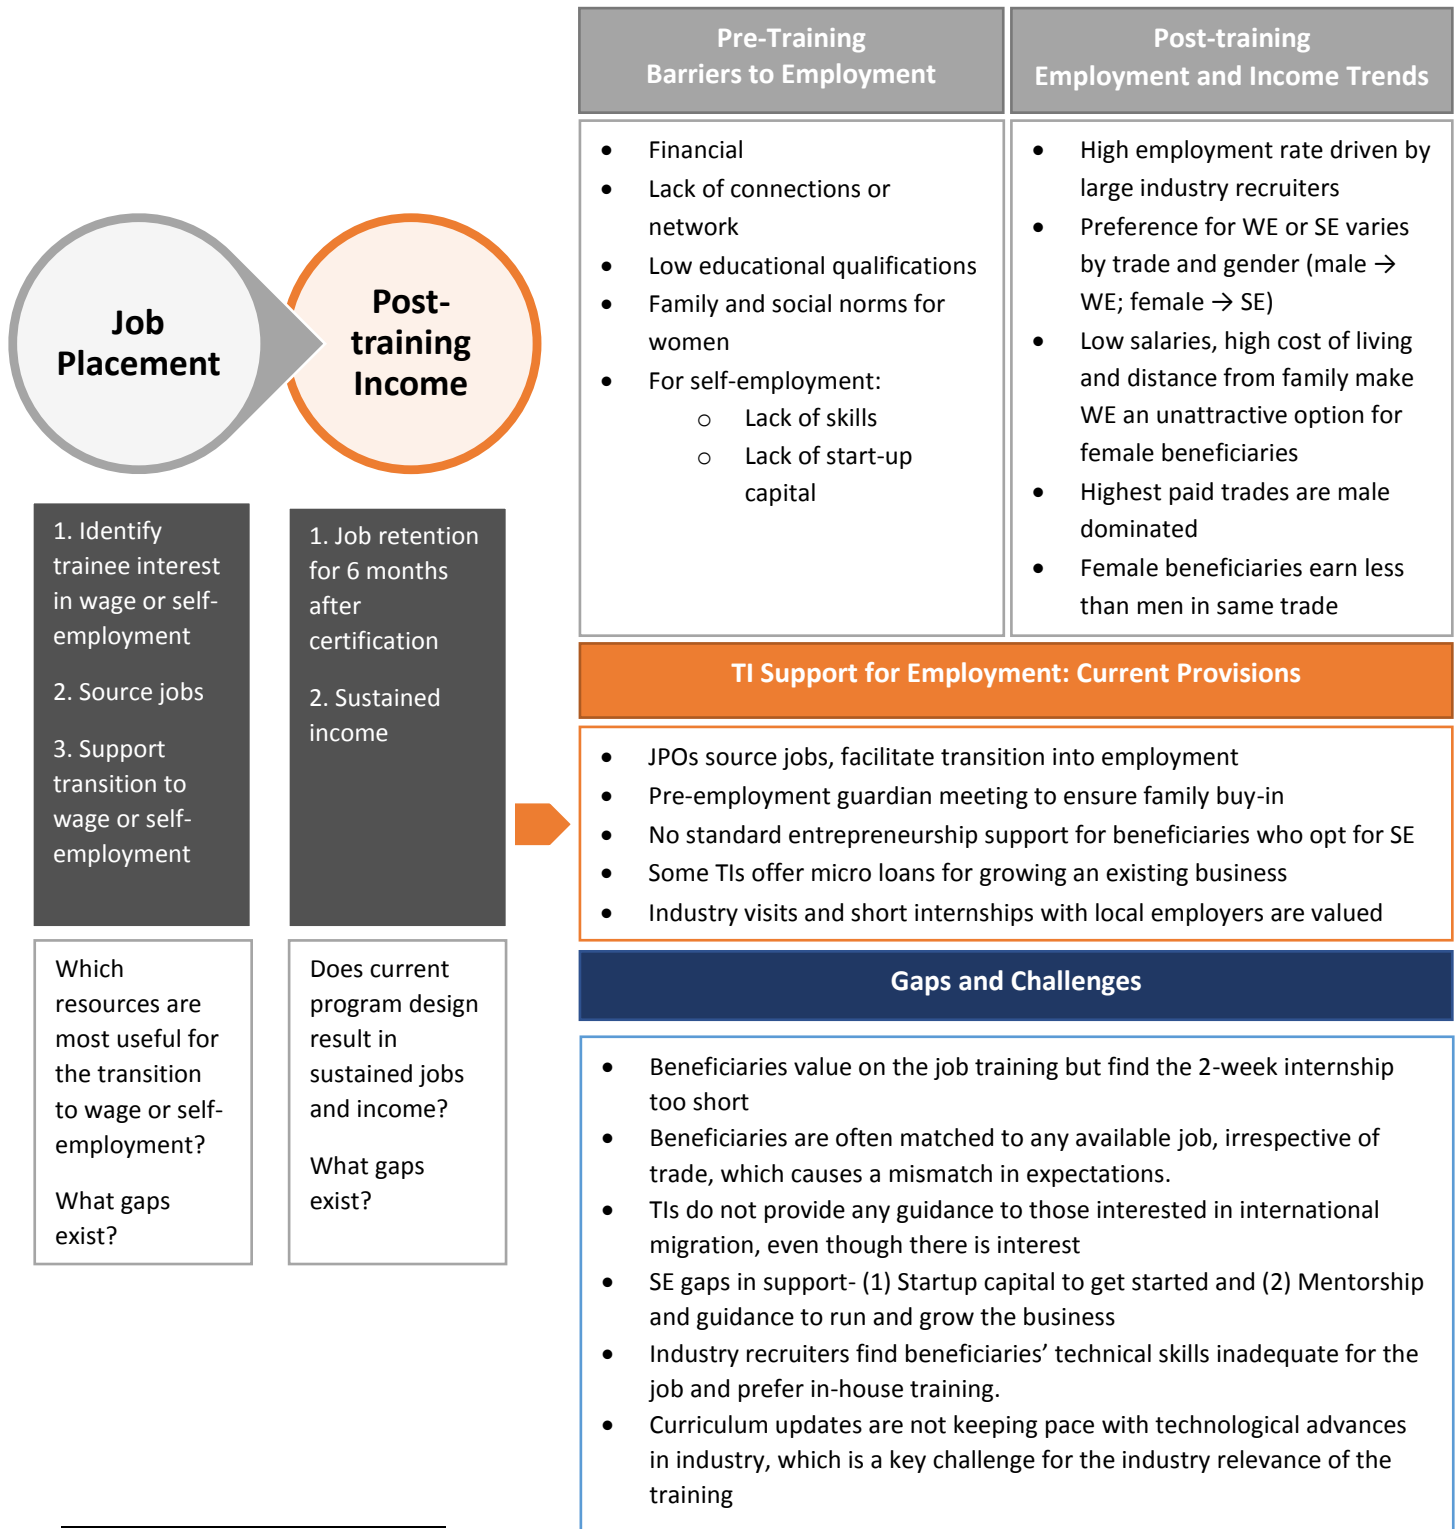 Job
Placement
Post-
training
Income
1. Identify
trainee interest
in wage or self-
employment
2. Source jobs
3. Support
transition to
wage or self-
employment
1. Job retention
for 6 months
after
certification
2. Sustained
income
Which
resources are
most useful for
the transition
to wage or self-
employment?
What gaps
exist?
Does current
program design
result in
sustained jobs
and income?
What gaps
exist?
Pre-Training
Barriers to Employment
• Financial
• Lack of connections or
network
• Low educational qualifications
• Family and social norms for
women
• For self-employment:
o Lack of skills
o Lack of start-up
capital
Post-training
Employment and Income Trends
• High employment rate driven by
large industry recruiters
• Preference for WE or SE varies
by trade and gender (male →
WE; female → SE)
• Low salaries, high cost of living
and distance from family make
WE an unattractive option for
female beneficiaries
• Highest paid trades are male
dominated
• Female beneficiaries earn less
than men in same trade
TI Support for Employment: Current Provisions
• JPOs source jobs, facilitate transition into employment
• Pre-employment guardian meeting to ensure family buy-in
• No standard entrepreneurship support for beneficiaries who opt for SE
• Some TIs offer micro loans for growing an existing business
• Industry visits and short internships with local employers are valued
Gaps and Challenges
• Beneficiaries value on the job training but find the 2-week internship
too short
• Beneficiaries are often matched to any available job, irrespective of
trade, which causes a mismatch in expectations.
• TIs do not provide any guidance to those interested in international
migration, even though there is interest
• SE gaps in support- (1) Startup capital to get started and (2) Mentorship
and guidance to run and grow the business
• Industry recruiters find beneficiaries’ technical skills inadequate for the
job and prefer in-house training.
• Curriculum updates are not keeping pace with technological advances
in industry, which is a key challenge for the industry relevance of the
training